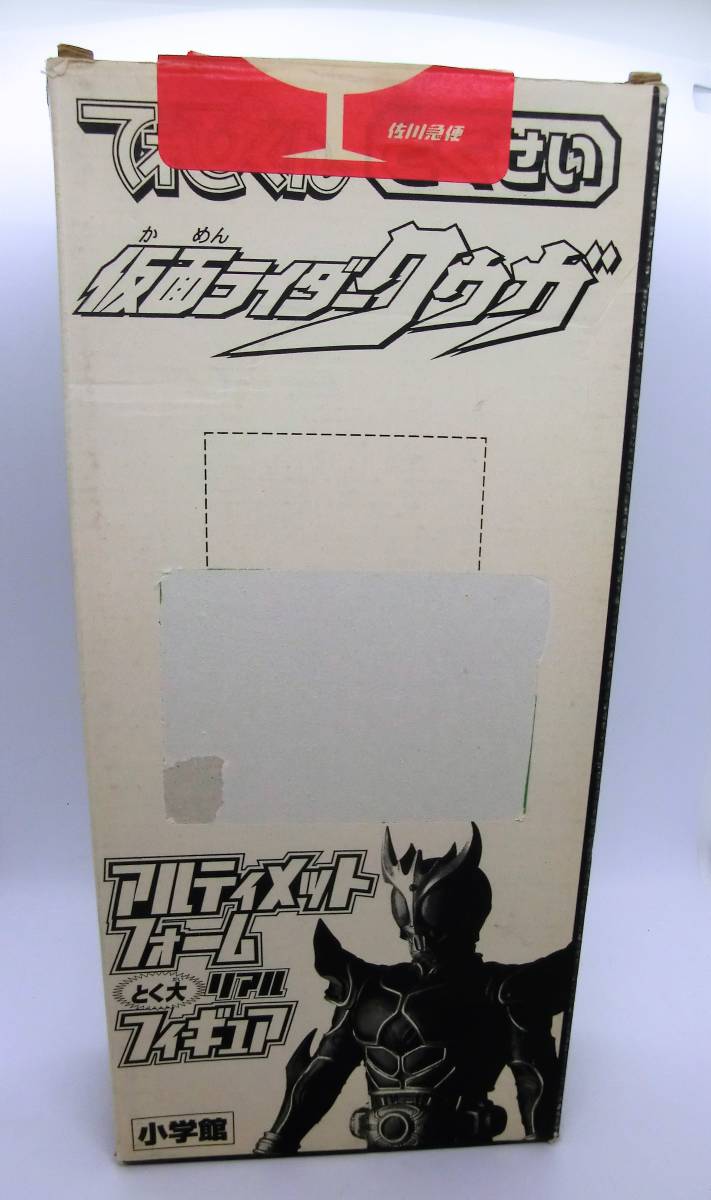 佐川急便
せい
かめん
仮面ライダークウガ
アルティメット
フォーム
とく大 リアル
フィギュア
小学館